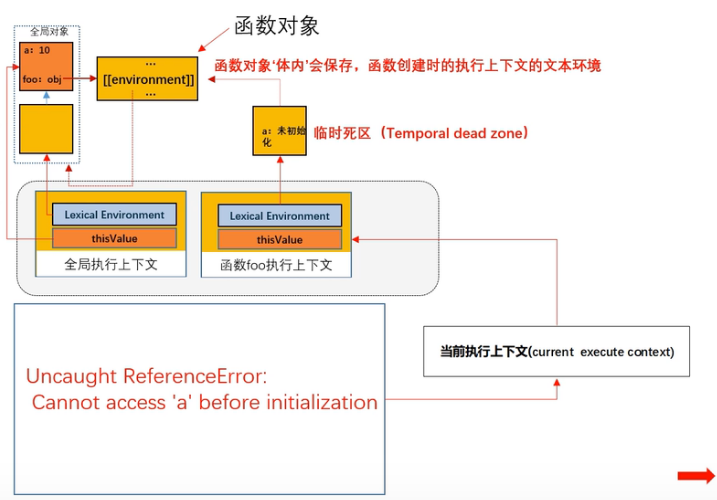 函数对象
全局对象
a: 10
foo: obj
...
[[environment]]
...
函数对象‘体内’会保存，函数创建时的执行上下文的文本环境
a: 未初始
化
临时死区（Temporal dead zone）
Lexical Environment
thisValue
全局执行上下文
Lexical Environment
thisValue
函数foo执行上下文
当前执行上下文(current execute context)
Uncaught ReferenceError:
Cannot access 'a' before initialization